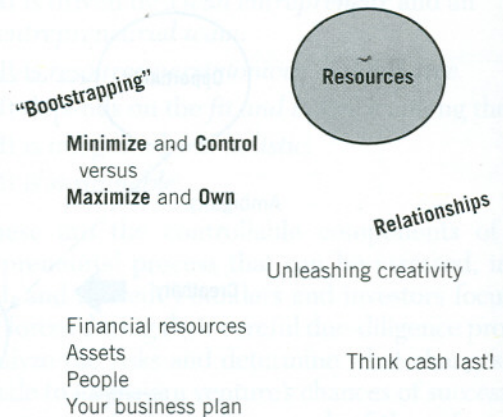 Resources
"Bootstrapping"
Minimize and Control
versus
Maximize and Own
Relationships
Unleashing creativity
Financial resources
Assets
People
Your business plan
Think cash last!